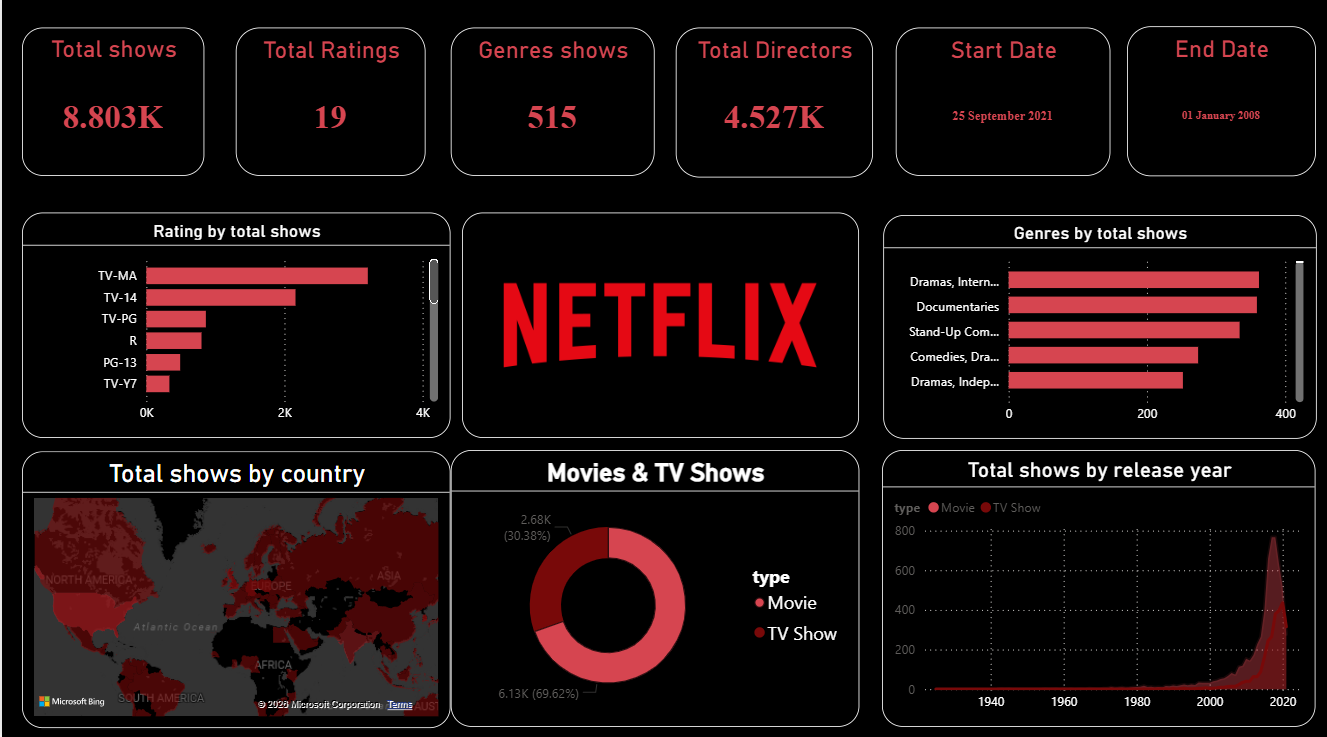 Total shows
8.803K
Total Ratings
19
Genres shows
515
Total Directors
4.527K
Start Date
25 September 2021
End Date
01 January 2008
Rating by total shows
TV-MA
TV-14
TV-PG
R
PG-13
TV-Y7
0K 2K 4K
NETFLIX
Genres by total shows
Dramas, Intern...
Documentaries
Stand-Up Com...
Comedies, Dra...
Dramas, Indep...
0 200 400
Total shows by country
NORTH AMERICA
EUROPE
ASIA
Atlantic Ocean
AFRICA
SOUTH AMERICA
Microsoft Bing
© 2026 Microsoft Corporation Terms
Movies & TV Shows
2.68K
(30.38%)
6.13K (69.62%)
type
Movie
TV Show
Total shows by release year
type Movie TV Show
800
600
400
200
0
1940 1960 1980 2000 2020